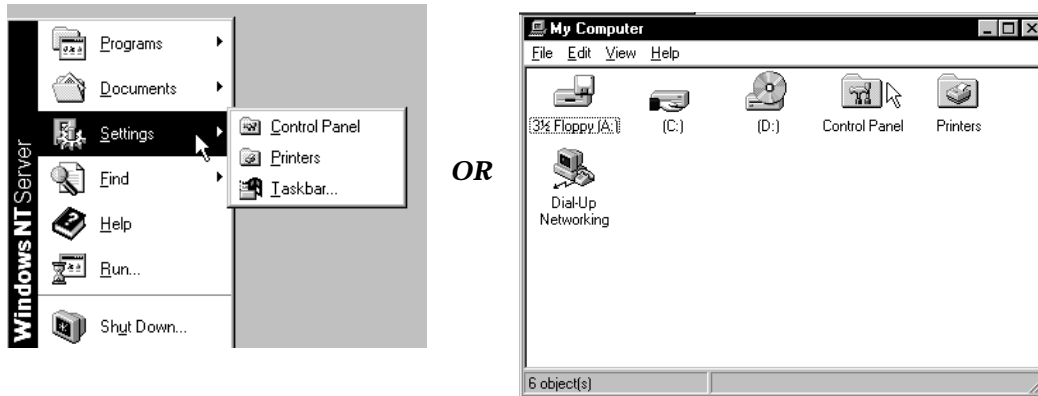 Windows NT Server
Programs
Documents
Settings
Find
Help
Run...
Shut Down...
Control Panel
Printers
Taskbar...
OR
My Computer
File Edit View Help
3½ Floppy (A:) (C:) (D:) Control Panel Printers
Dial-Up
Networking
6 object(s)